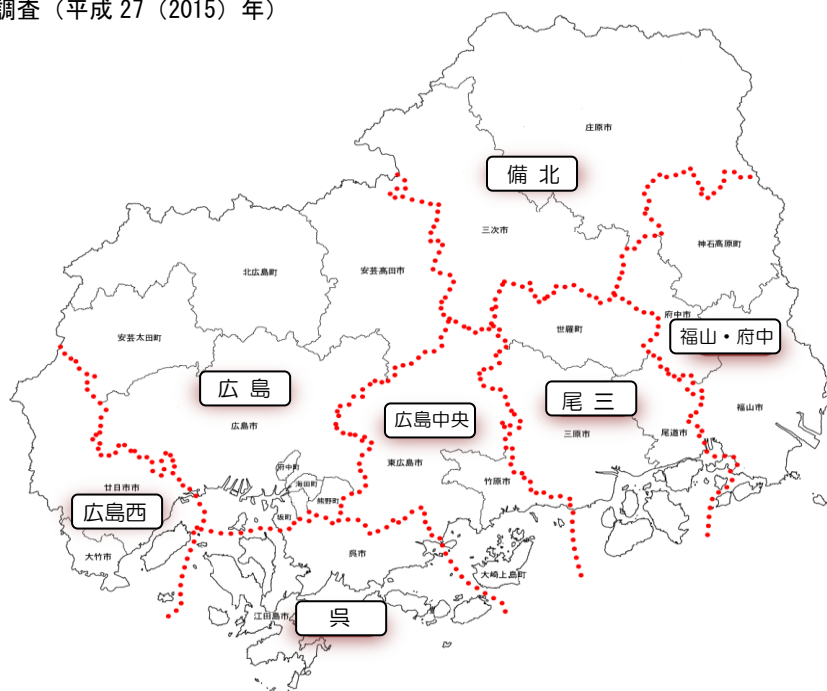 調査（平成 27（2015）年）
庄原市
備 北
三次市
神石高原町
北広島町
安芸高田市
安芸太田町
世羅町
府中市
福山・府中
広 島
尾 三
広島中央
福山市
広島市
三原市
尾道市
東広島市
府中町
海田町
竹原市
廿日市市
熊野町
坂町
広島西
大竹市
呉市
大崎上島町
江田島市
呉